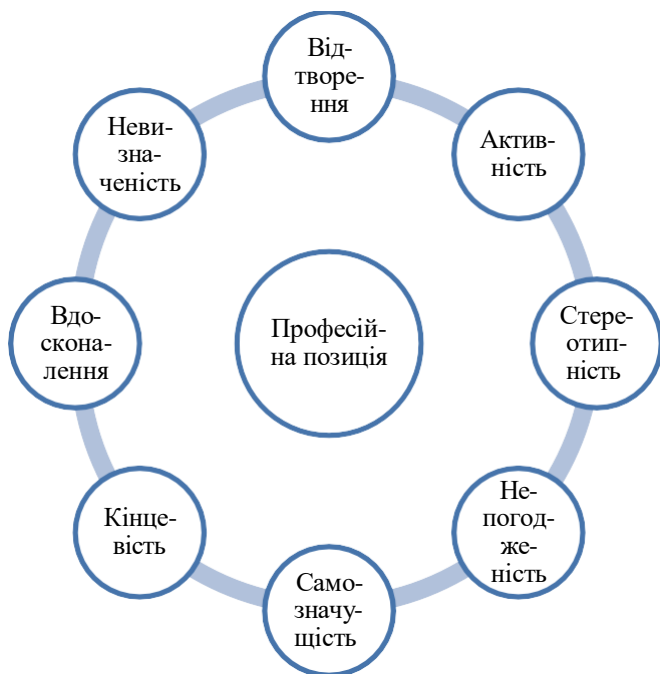 Від-
творе-
ння
Актив-
ність
Стере-
отип-
ність
Не-
погод-
же-
ність
Само-
значу-
щість
Кінце-
вість
Вдо-
скона-
лення
Неви-
зна-
ченість
Професій-
на позиція